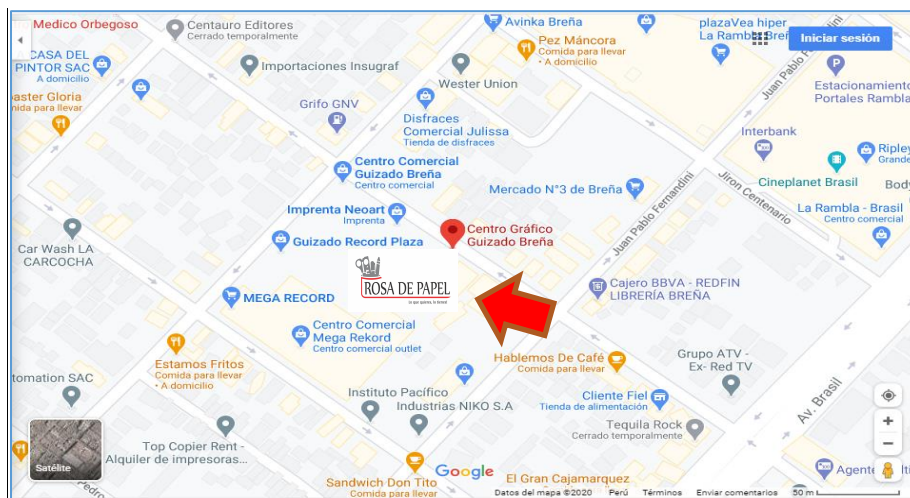 Medico Orbegoso
Centauro Editores
Cerrado temporalmente
Avinka Breña
plazaVea hiper
La Rambla Breñ
Iniciar sesión
CASA DEL
PINTOR SAC
A domicilio
Importaciones Insugraf
Pez Máncora
Comida para llevar
• A domicilio
Wester Union
Juan Pablo Fernandini
Estacionamiento
Portales Rambla
aster Gloria
mida para llevar
Grifo GNV
Disfraces
Comercial Julissa
Tienda de disfraces
Interbank
Ripley
Grande
Centro Comercial
Guizado Breña
Centro comercial
Mercado N°3 de Breña
Cineplanet Brasil
Body
Jiron Centenario
Imprenta Neoart
Imprenta
La Rambla - Brasil
Centro comercial
Juan Pablo Fernandini
Centro Gráfico
Guizado Breña
Guizado Record Plaza
Car Wash LA
CARCOCHA
ROSA DE PAPEL
lo que quieras, lo tienes!
Cajero BBVA - REDFIN
LIBRERÍA BREÑA
MEGA RECORD
Centro Comercial
Mega Rekord
Centro comercial outlet
Estamos Fritos
Comida para llevar
• A domicilio
Hablemos De Café
Comida para llevar
Grupo ATV -
Ex- Red TV
tomation SAC
Instituto Pacífico
Industrias NIKO S.A
Cliente Fiel
Tienda de alimentación
Av. Brasil
Tequila Rock
Cerrado temporalmente
Top Copier Rent -
Alquiler de impresoras...
Satélite
Pedro
Google
Sandwich Don Tito
Comida para llevar
El Gran Cajamarquez
Agente
Datos del mapa ©2020 Perú Términos Enviar comentarios 50 m